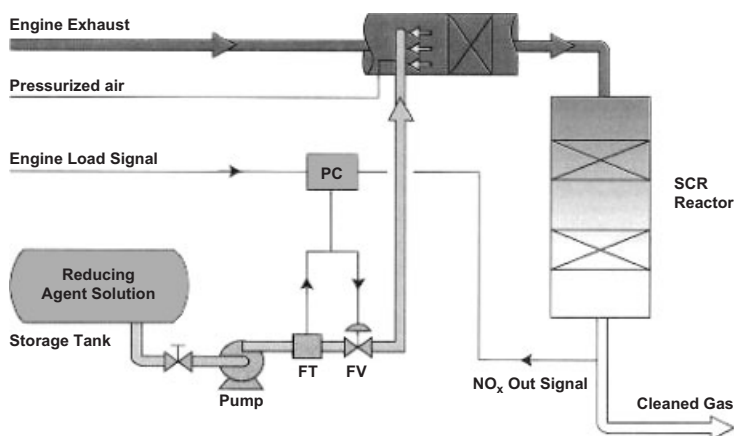 Engine Exhaust
Pressurized air
Engine Load Signal
PC
SCR
Reactor
Reducing
Agent Solution
Storage Tank
FT
FV
Pump
NOₓ Out Signal
Cleaned Gas